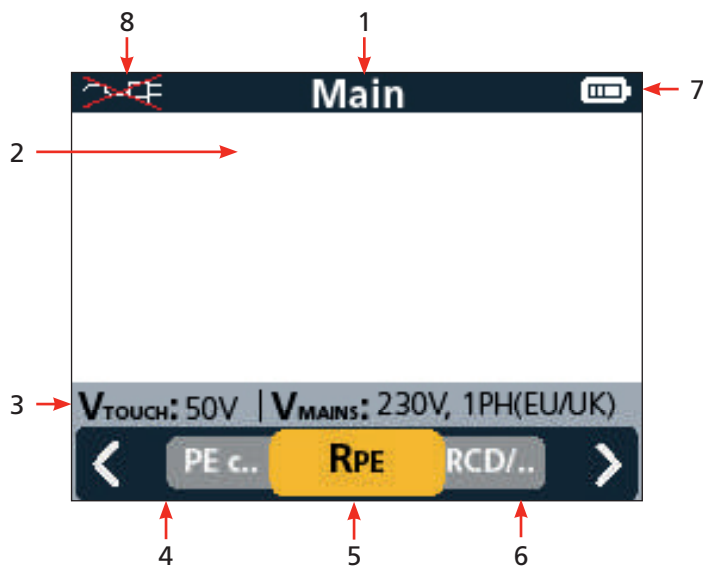 8 1
Main
7
2
3
VTOUCH: 50V | VMAINS: 230V, 1PH(EU/UK)
< PE c.. RPE RCD/.. >
4 5 6